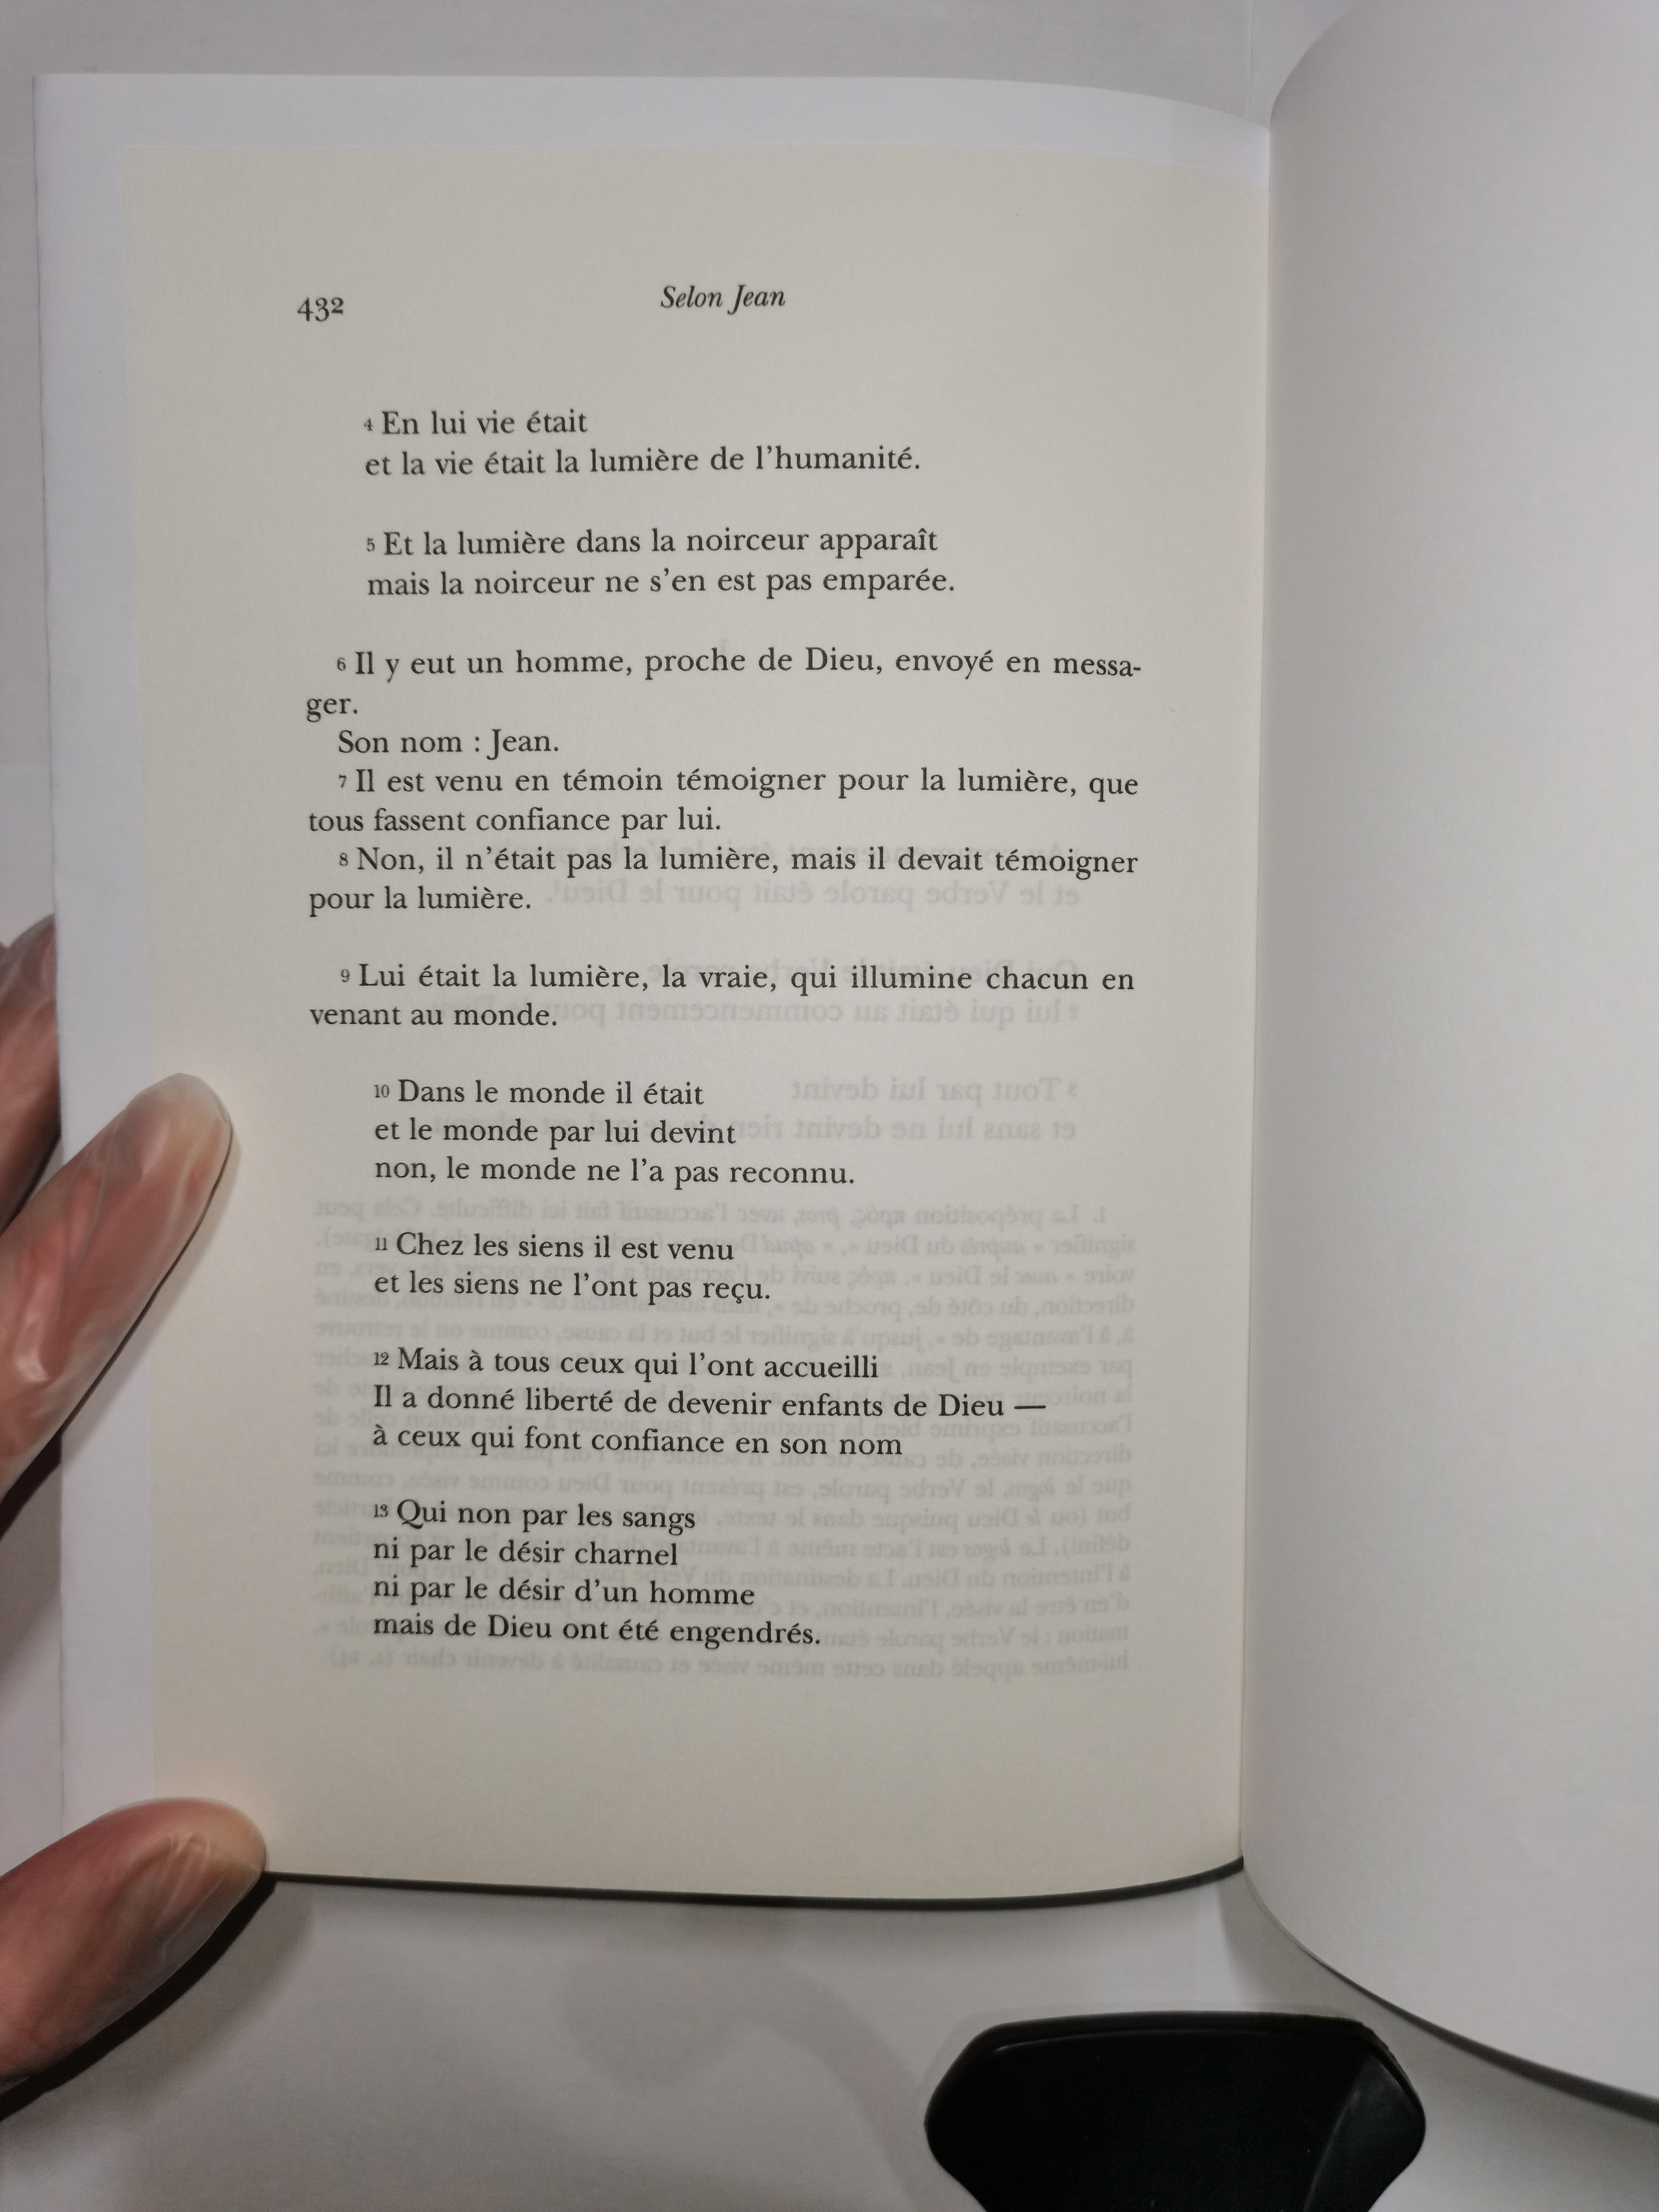 432
Selon Jean
4 En lui vie était
et la vie était la lumière de l'humanité.
5 Et la lumière dans la noirceur apparaît
mais la noirceur ne s'en est pas emparée.
6 Il y eut un homme, proche de Dieu, envoyé en messa-
ger.
Son nom : Jean.
7 Il est venu en témoin témoigner pour la lumière, que
tous fassent confiance par lui.
8 Non, il n'était pas la lumière, mais il devait témoigner
pour la lumière.
9 Lui était la lumière, la vraie, qui illumine chacun en
venant au monde.
10 Dans le monde il était
et le monde par lui devint
non, le monde ne l'a pas reconnu.
11 Chez les siens il est venu
et les siens ne l'ont pas reçu.
12 Mais à tous ceux qui l'ont accueilli
Il a donné liberté de devenir enfants de Dieu —
à ceux qui font confiance en son nom
13 Qui non par les sangs
ni par le désir charnel
ni par le désir d'un homme
mais de Dieu ont été engendrés.